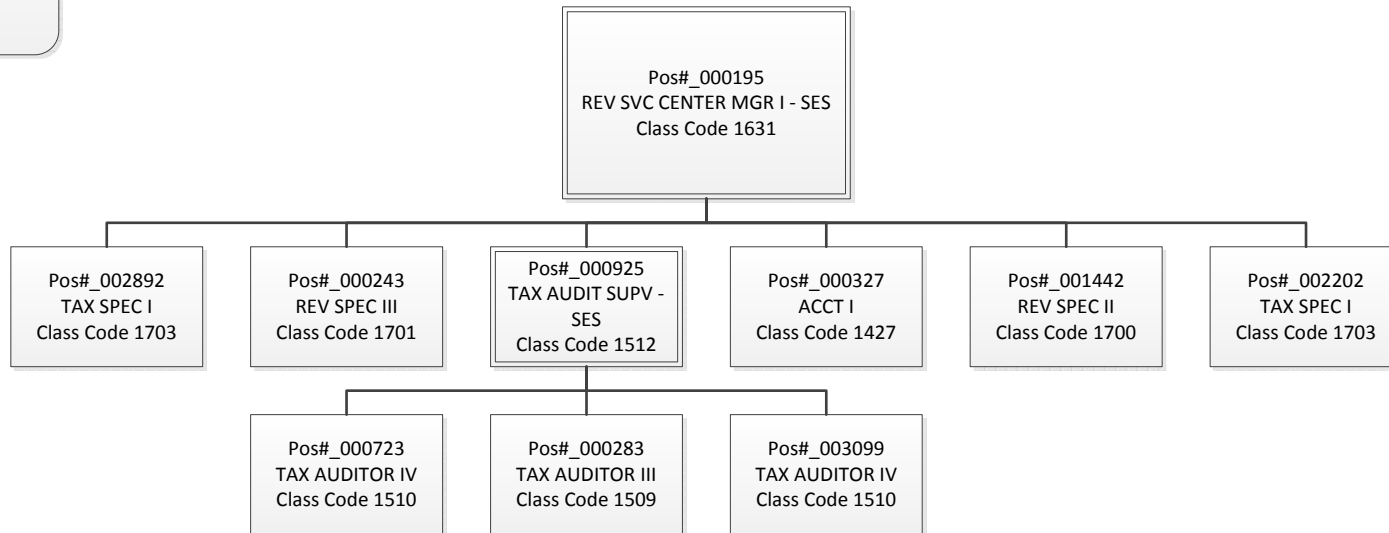 Pos#_000195
REV SVC CENTER MGR I - SES
Class Code 1631
Pos#_002892
TAX SPEC I
Class Code 1703
Pos#_000243
REV SPEC III
Class Code 1701
Pos#_000925
TAX AUDIT SUPV -
SES
Class Code 1512
Pos#_000327
ACCT I
Class Code 1427
Pos#_001442
REV SPEC II
Class Code 1700
Pos#_002202
TAX SPEC I
Class Code 1703
Pos#_000723
TAX AUDITOR IV
Class Code 1510
Pos#_000283
TAX AUDITOR III
Class Code 1509
Pos#_003099
TAX AUDITOR IV
Class Code 1510